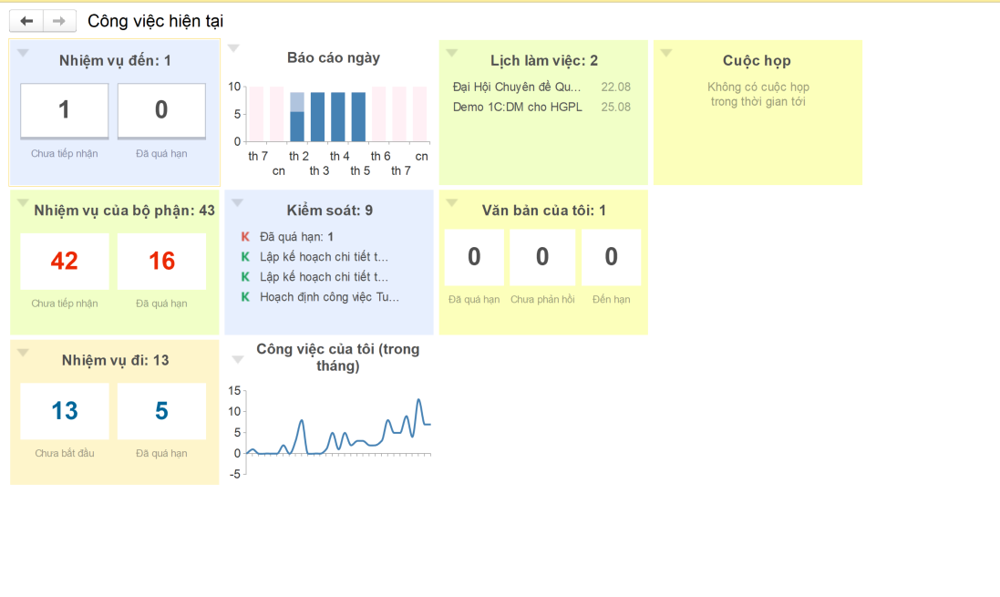 Công việc hiện tại
Nhiệm vụ đến: 1
1
0
Chưa tiếp nhận
Đã quá hạn
Báo cáo ngày
10
5
0
th 7
th 2
th 4
th 6
cn
cn
th 3
th 5
th 7
Lịch làm việc: 2
Đại Hội Chuyên đề Qu... 22.08
Demo 1C:DM cho HGPL 25.08
Cuộc họp
Không có cuộc họp
trong thời gian tới
Nhiệm vụ của bộ phận: 43
42
16
Chưa tiếp nhận
Đã quá hạn
Kiểm soát: 9
K Đã quá hạn: 1
K Lập kế hoạch chi tiết t...
K Lập kế hoạch chi tiết t...
K Hoạch định công việc Tu...
Văn bản của tôi: 1
0
0
0
Đã quá hạn
Chưa phản hồi
Đến hạn
Nhiệm vụ đi: 13
13
5
Chưa bắt đầu
Đã quá hạn
Công việc của tôi (trong
tháng)
15
10
5
0
-5